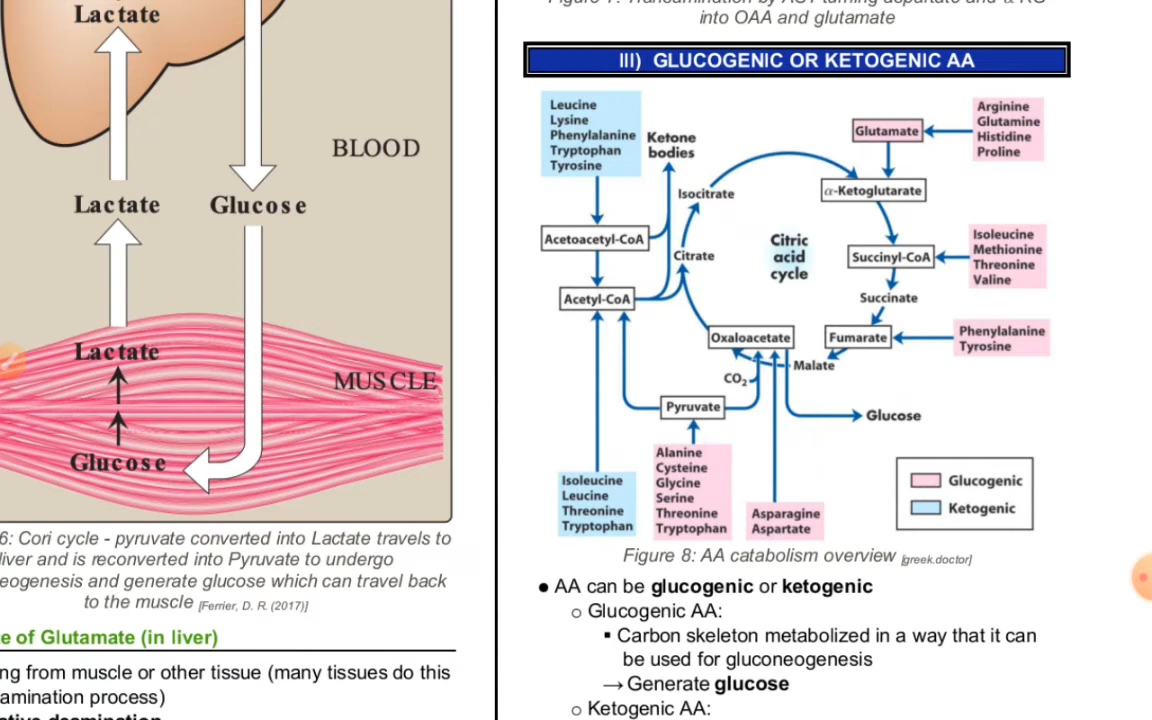 Lactate
BLOOD
Lactate
Glucose
Lactate
MUSCLE
Glucose
6: Cori cycle - pyruvate converted into Lactate travels to
liver and is reconverted into Pyruvate to undergo
eogenesis and generate glucose which can travel back
to the muscle [Ferrier, D. R. (2017)]
e of Glutamate (in liver)
ng from muscle or other tissue (many tissues do this
amination process)
into OAA and glutamate
III) GLUCOGENIC OR KETOGENIC AA
Leucine
Lysine
Phenylalanine
Tryptophan
Tyrosine
Ketone
bodies
Glutamate
Arginine
Glutamine
Histidine
Proline
Isocitrate
α-Ketoglutarate
Acetoacetyl-CoA
Citrate
Citric
acid
cycle
Succinyl-CoA
Isoleucine
Methionine
Threonine
Valine
Acetyl-CoA
Succinate
Oxaloacetate
Fumarate
Phenylalanine
Tyrosine
Malate
CO2
Pyruvate
Glucose
Isoleucine
Leucine
Threonine
Tryptophan
Alanine
Cysteine
Glycine
Serine
Threonine
Tryptophan
Asparagine
Aspartate
Glucogenic
Ketogenic
Figure 8: AA catabolism overview [greek.doctor]
● AA can be glucogenic or ketogenic
○ Glucogenic AA:
▪ Carbon skeleton metabolized in a way that it can
be used for gluconeogenesis
→ Generate glucose
○ Ketogenic AA: